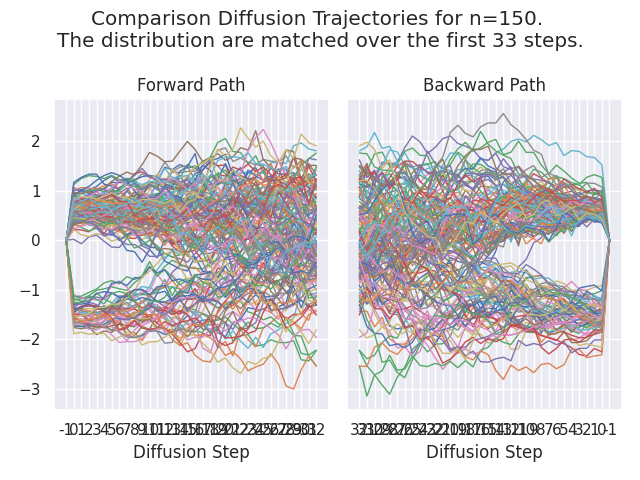 Comparison Diffusion Trajectories for n=150.
The distribution are matched over the first 33 steps.
Forward Path
Backward Path
2
1
0
−1
−2
−3
Diffusion Step
Diffusion Step